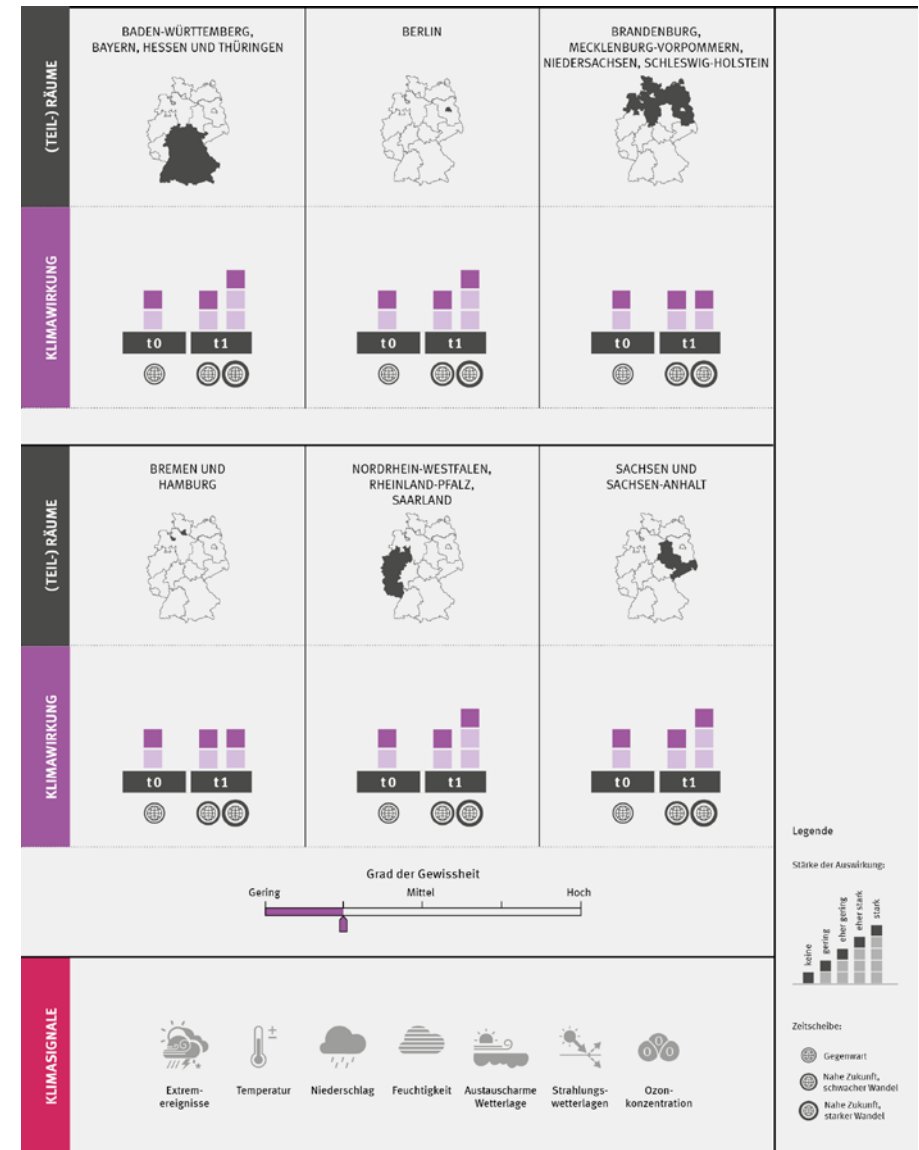 (TEIL-) RÄUME
BADEN-WÜRTTEMBERG,
BAYERN, HESSEN UND THÜRINGEN
BERLIN
BRANDENBURG,
MECKLENBURG-VORPOMMERN,
NIEDERSACHSEN, SCHLESWIG-HOLSTEIN
KLIMAWIRKUNG
t0 t1
t0 t1
t0 t1
(TEIL-) RÄUME
BREMEN UND
HAMBURG
NORDRHEIN-WESTFALEN,
RHEINLAND-PFALZ,
SAARLAND
SACHSEN UND
SACHSEN-ANHALT
KLIMAWIRKUNG
t0 t1
t0 t1
t0 t1
Grad der Gewissheit
Gering Mittel Hoch
KLIMASIGNALE
Extrem-
ereignisse
Temperatur
Niederschlag
Feuchtigkeit
Austauscharme
Wetterlage
Strahlungs-
wetterlagen
Ozon-
konzentration
Legende
Stärke der Auswirkung:
keine
gering
eher gering
eher stark
stark
Zeitscheibe:
Gegenwart
Nahe Zukunft,
schwacher Wandel
Nahe Zukunft,
starker Wandel